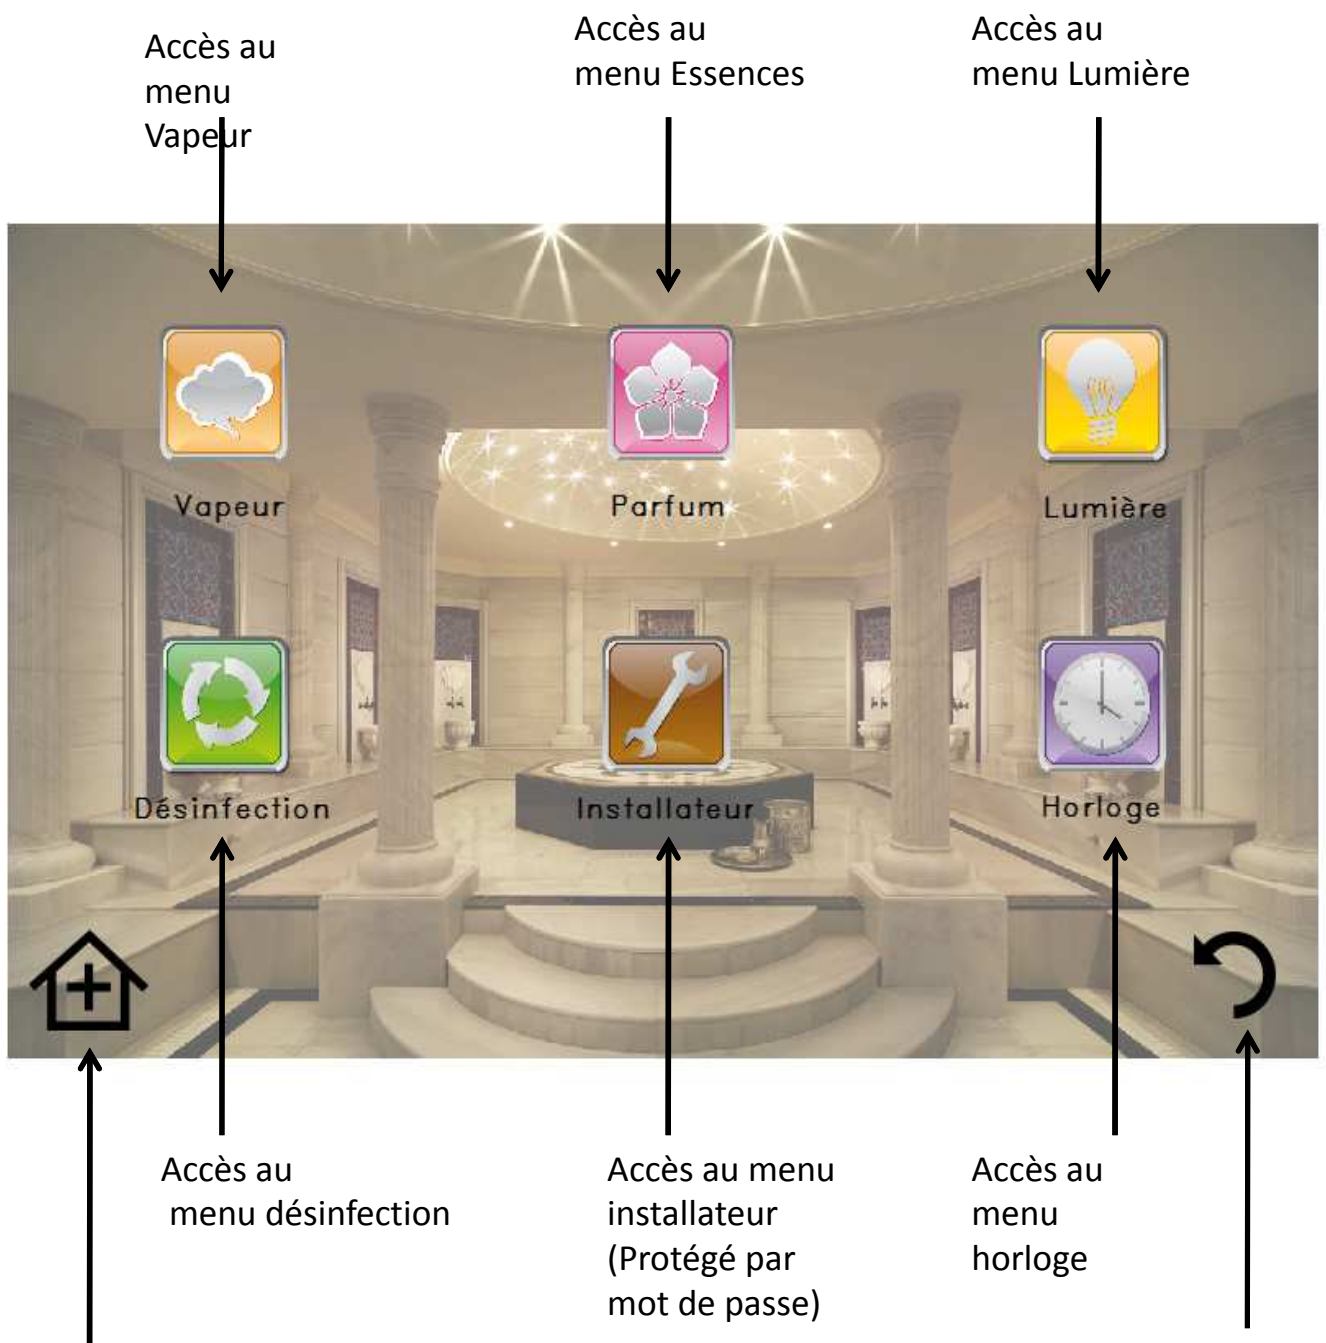 Accès au
menu
Vapeur
Accès au
menu Essences
Accès au
menu Lumière
Vapeur
Parfum
Lumière
Désinfection
Installateur
Horloge
Accès au
menu désinfection
Accès au menu
installateur
(Protégé par
mot de passe)
Accès au
menu
horloge